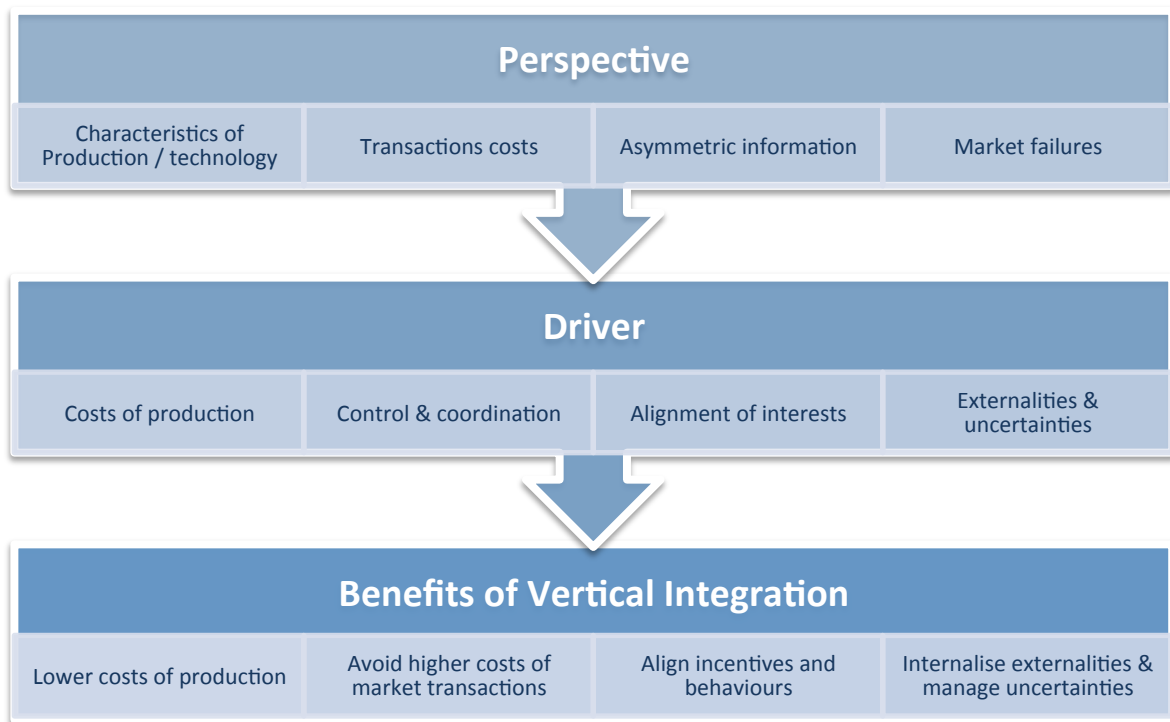 Perspective
Characteristics of
Production / technology
Transactions costs
Asymmetric information
Market failures
Driver
Costs of production
Control & coordination
Alignment of interests
Externalities &
uncertainties
Benefits of Vertical Integration
Lower costs of production
Avoid higher costs of
market transactions
Align incentives and
behaviours
Internalise externalities &
manage uncertainties